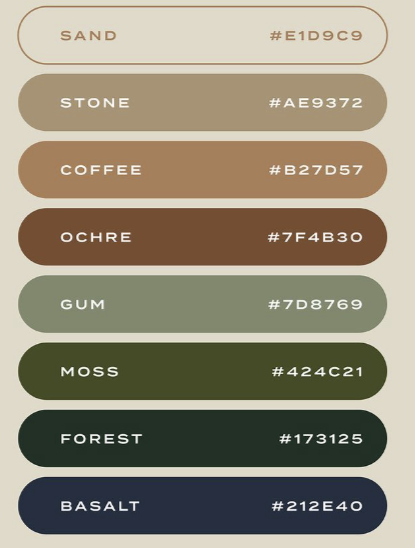 SAND #E1D9C9
STONE #AE9372
COFFEE #B27D57
OCHRE #7F4B30
GUM #7D8769
MOSS #424C21
FOREST #173125
BASALT #212E40